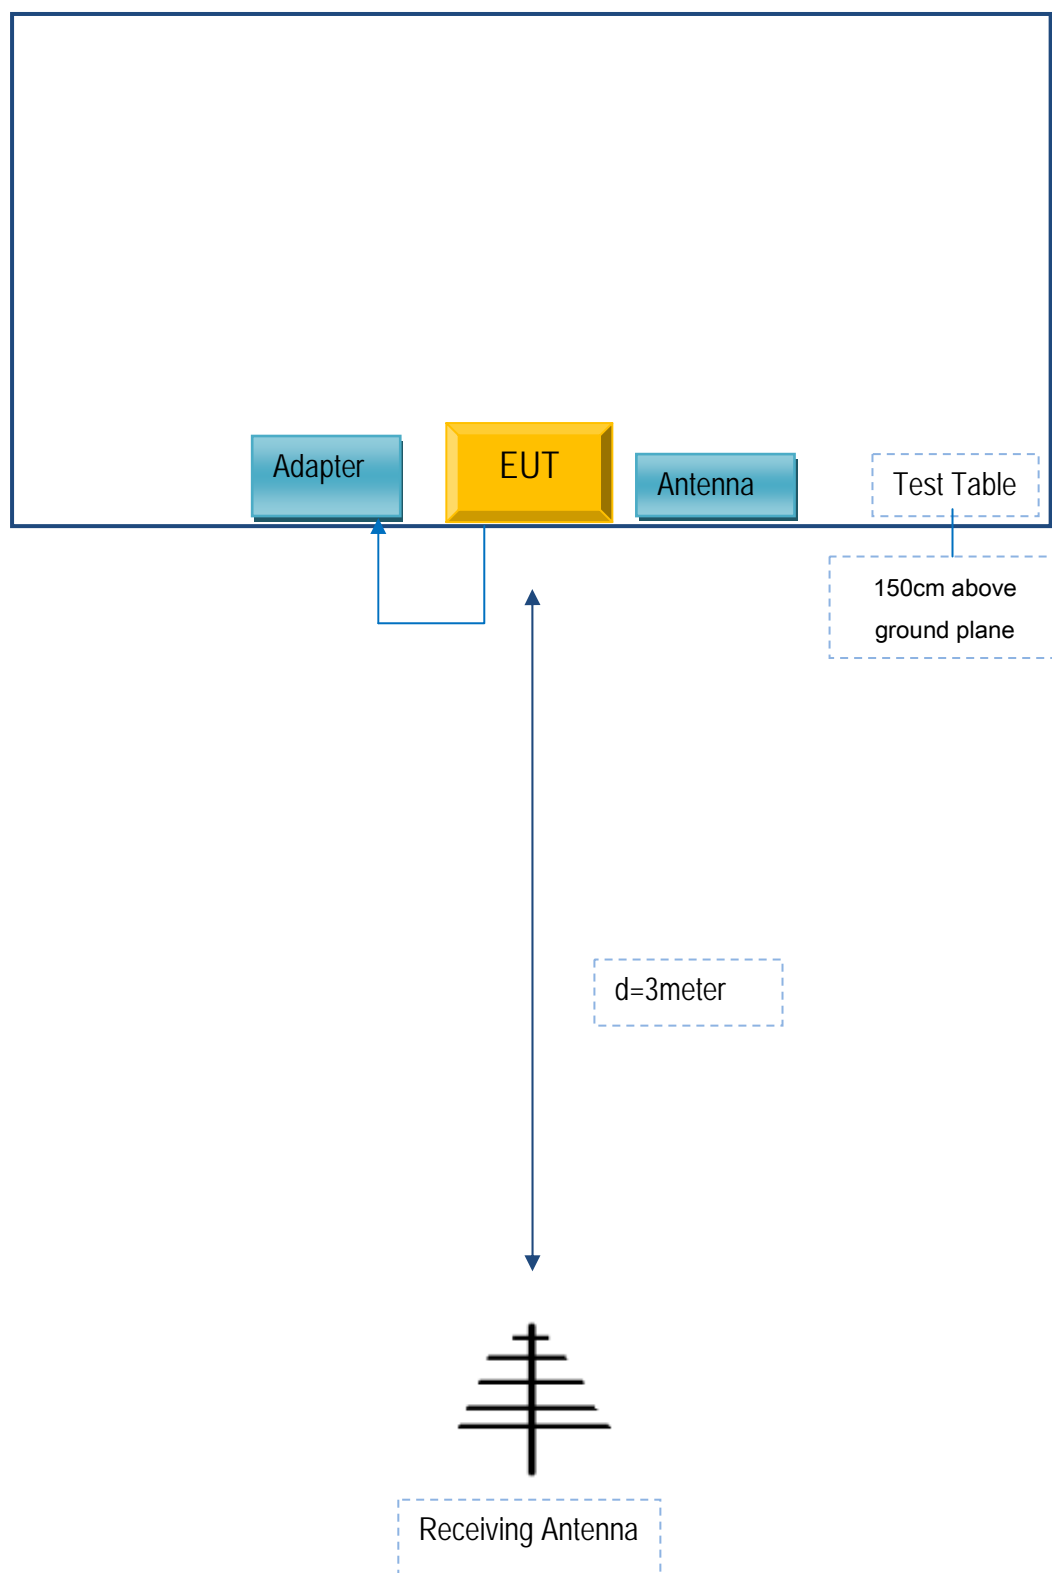 Adapter
EUT
Antenna
Test Table
150cm above
ground plane
d=3meter
Receiving Antenna